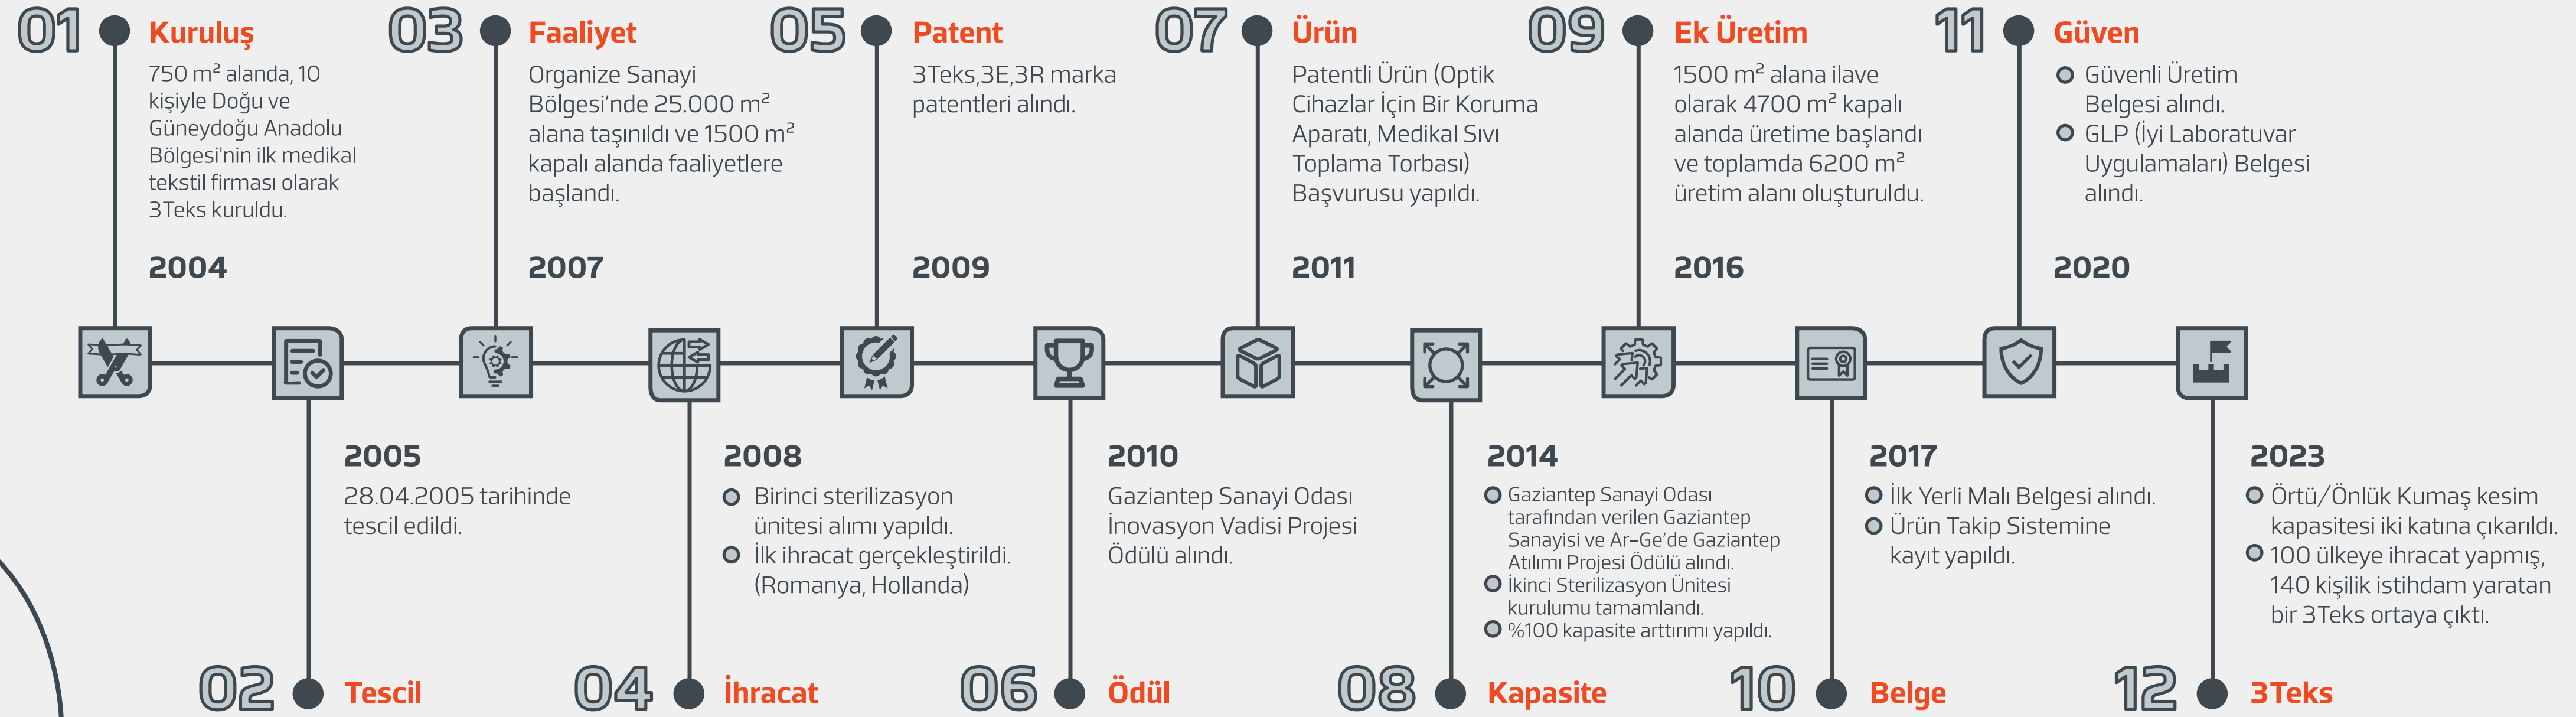 01
Kuruluş
750 m² alanda, 10
kişiyle Doğu ve
Güneydoğu Anadolu
Bölgesi'nin ilk medikal
tekstil firması olarak
3Teks kuruldu.
2004
2005
28.04.2005 tarihinde
tescil edildi.
02
Tescil
03
Faaliyet
Organize Sanayi
Bölgesi'nde 25.000 m²
alana taşınıldı ve 1500 m²
kapalı alanda faaliyetlere
başlandı.
2007
2008
Birinci sterilizasyon
ünitesi alımı yapıldı.
İlk ihracat gerçekleştirildi.
(Romanya, Hollanda)
04
İhracat
05
Patent
3Teks,3E,3R marka
patentleri alındı.
2009
2010
Gaziantep Sanayi Odası
İnovasyon Vadisi Projesi
Ödülü alındı.
06
Ödül
07
Ürün
Patentli Ürün (Optik
Cihazlar İçin Bir Koruma
Aparatı, Medikal Sıvı
Toplama Torbası)
Başvurusu yapıldı.
2011
2014
Gaziantep Sanayi Odası
tarafından verilen Gaziantep
Sanayisi ve Ar-Ge'de Gaziantep
Atılımı Projesi Ödülü alındı.
İkinci Sterilizasyon Ünitesi
kurulumu tamamlandı.
%100 kapasite arttırımı yapıldı.
08
Kapasite
09
Ek Üretim
1500 m² alana ilave
olarak 4700 m² kapalı
alanda üretime başlandı
ve toplamda 6200 m²
üretim alanı oluşturuldu.
2016
2017
İlk Yerli Malı Belgesi alındı.
Ürün Takip Sistemine
kayıt yapıldı.
10
Belge
11
Güven
Güvenli Üretim
Belgesi alındı.
GLP (İyi Laboratuvar
Uygulamaları) Belgesi
alındı.
2020
2023
Örtü/Önlük Kumaş kesim
kapasitesi iki katına çıkarıldı.
100 ülkeye ihracat yapmış,
140 kişilik istihdam yaratan
bir 3Teks ortaya çıktı.
12
3Teks